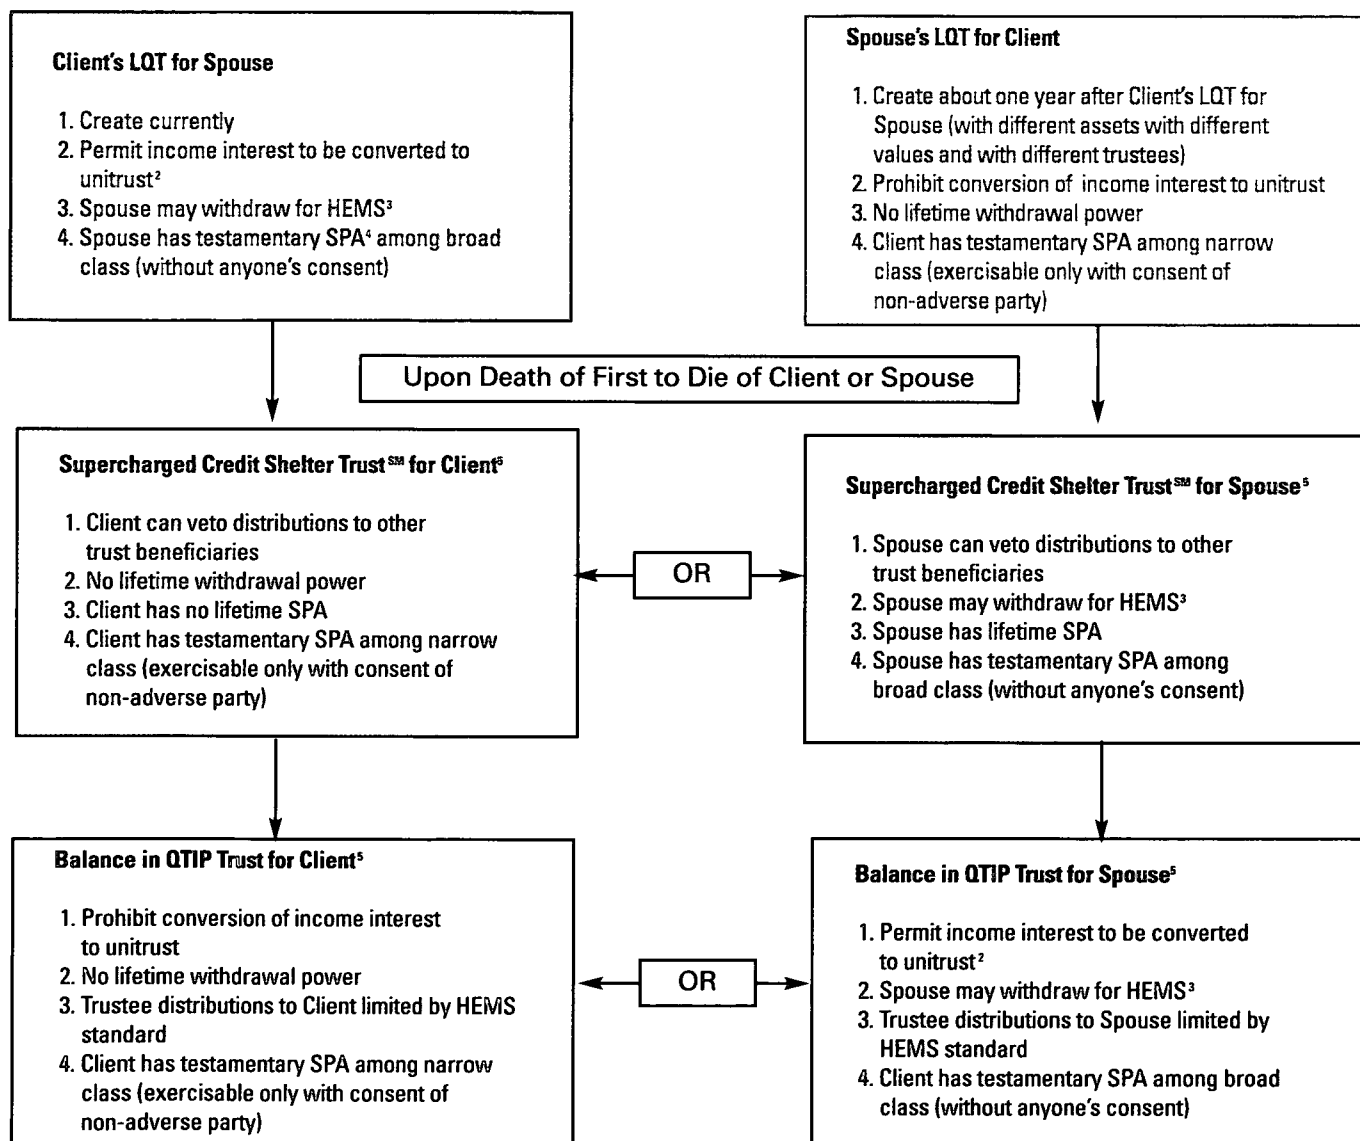 Client's LQT for Spouse
1. Create currently
2. Permit income interest to be converted to
unitrust²
3. Spouse may withdraw for HEMS³
4. Spouse has testamentary SPA⁴ among broad
class (without anyone's consent)
Spouse's LQT for Client
1. Create about one year after Client's LQT for
Spouse (with different assets with different
values and with different trustees)
2. Prohibit conversion of income interest to unitrust
3. No lifetime withdrawal power
4. Client has testamentary SPA among narrow
class (exercisable only with consent of
non-adverse party)
Upon Death of First to Die of Client or Spouse
Supercharged Credit Shelter Trust℠ for Client⁵
1. Client can veto distributions to other
trust beneficiaries
2. No lifetime withdrawal power
3. Client has no lifetime SPA
4. Client has testamentary SPA among narrow
class (exercisable only with consent of
non-adverse party)
OR
Supercharged Credit Shelter Trust℠ for Spouse⁵
1. Spouse can veto distributions to other
trust beneficiaries
2. Spouse may withdraw for HEMS³
3. Spouse has lifetime SPA
4. Spouse has testamentary SPA among
broad class (without anyone's consent)
Balance in QTIP Trust for Client⁵
1. Prohibit conversion of income interest
to unitrust
2. No lifetime withdrawal power
3. Trustee distributions to Client limited by HEMS
standard
4. Client has testamentary SPA among narrow
class (exercisable only with consent of
non-adverse party)
OR
Balance in QTIP Trust for Spouse⁵
1. Permit income interest to be converted
to unitrust²
2. Spouse may withdraw for HEMS³
3. Trustee distributions to Spouse limited by
HEMS standard
4. Client has testamentary SPA among broad
class (without anyone's consent)